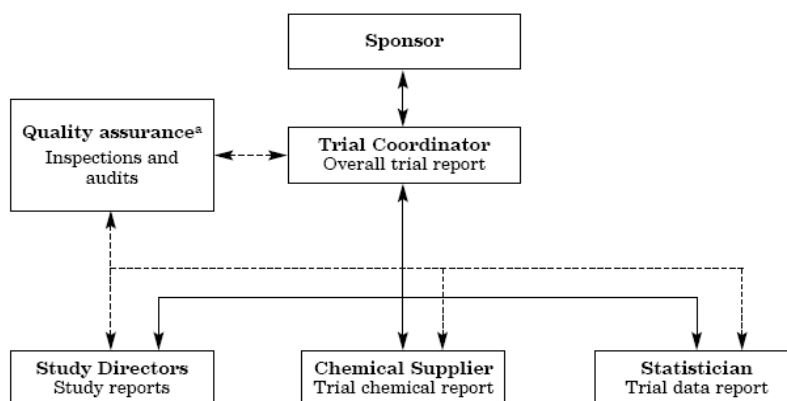 Sponsor
Quality assuranceᵃ
Inspections and
audits
Trial Coordinator
Overall trial report
Study Directors
Study reports
Chemical Supplier
Trial chemical report
Statistician
Trial data report